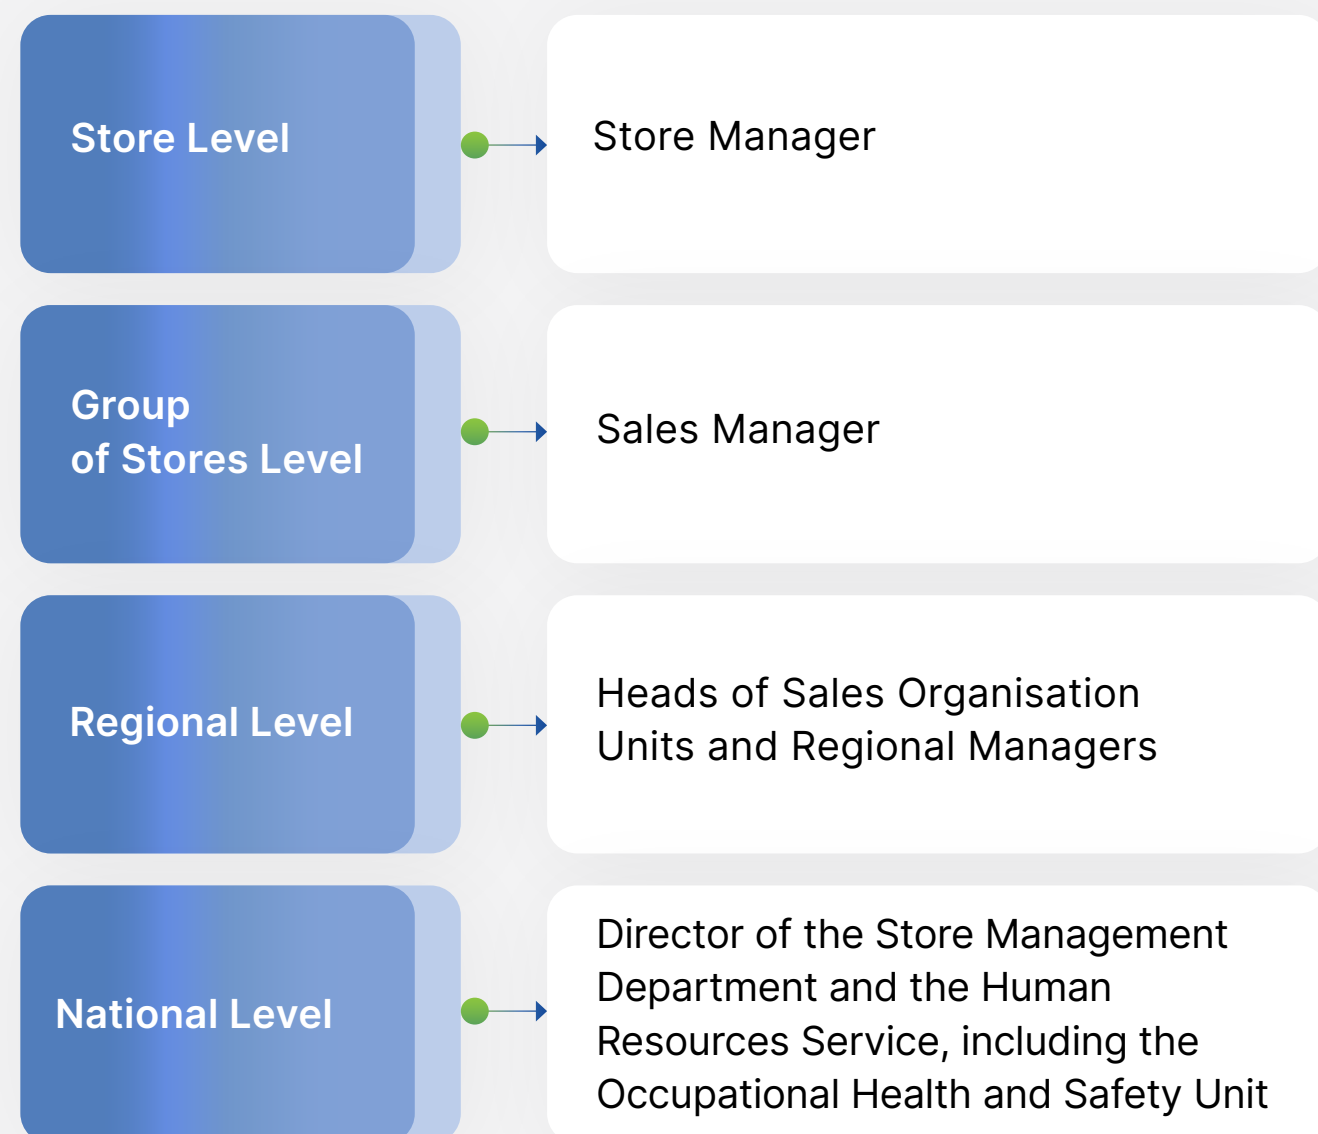 Store Level
Store Manager
Group
of Stores Level
Sales Manager
Regional Level
Heads of Sales Organisation
Units and Regional Managers
National Level
Director of the Store Management
Department and the Human
Resources Service, including the
Occupational Health and Safety Unit